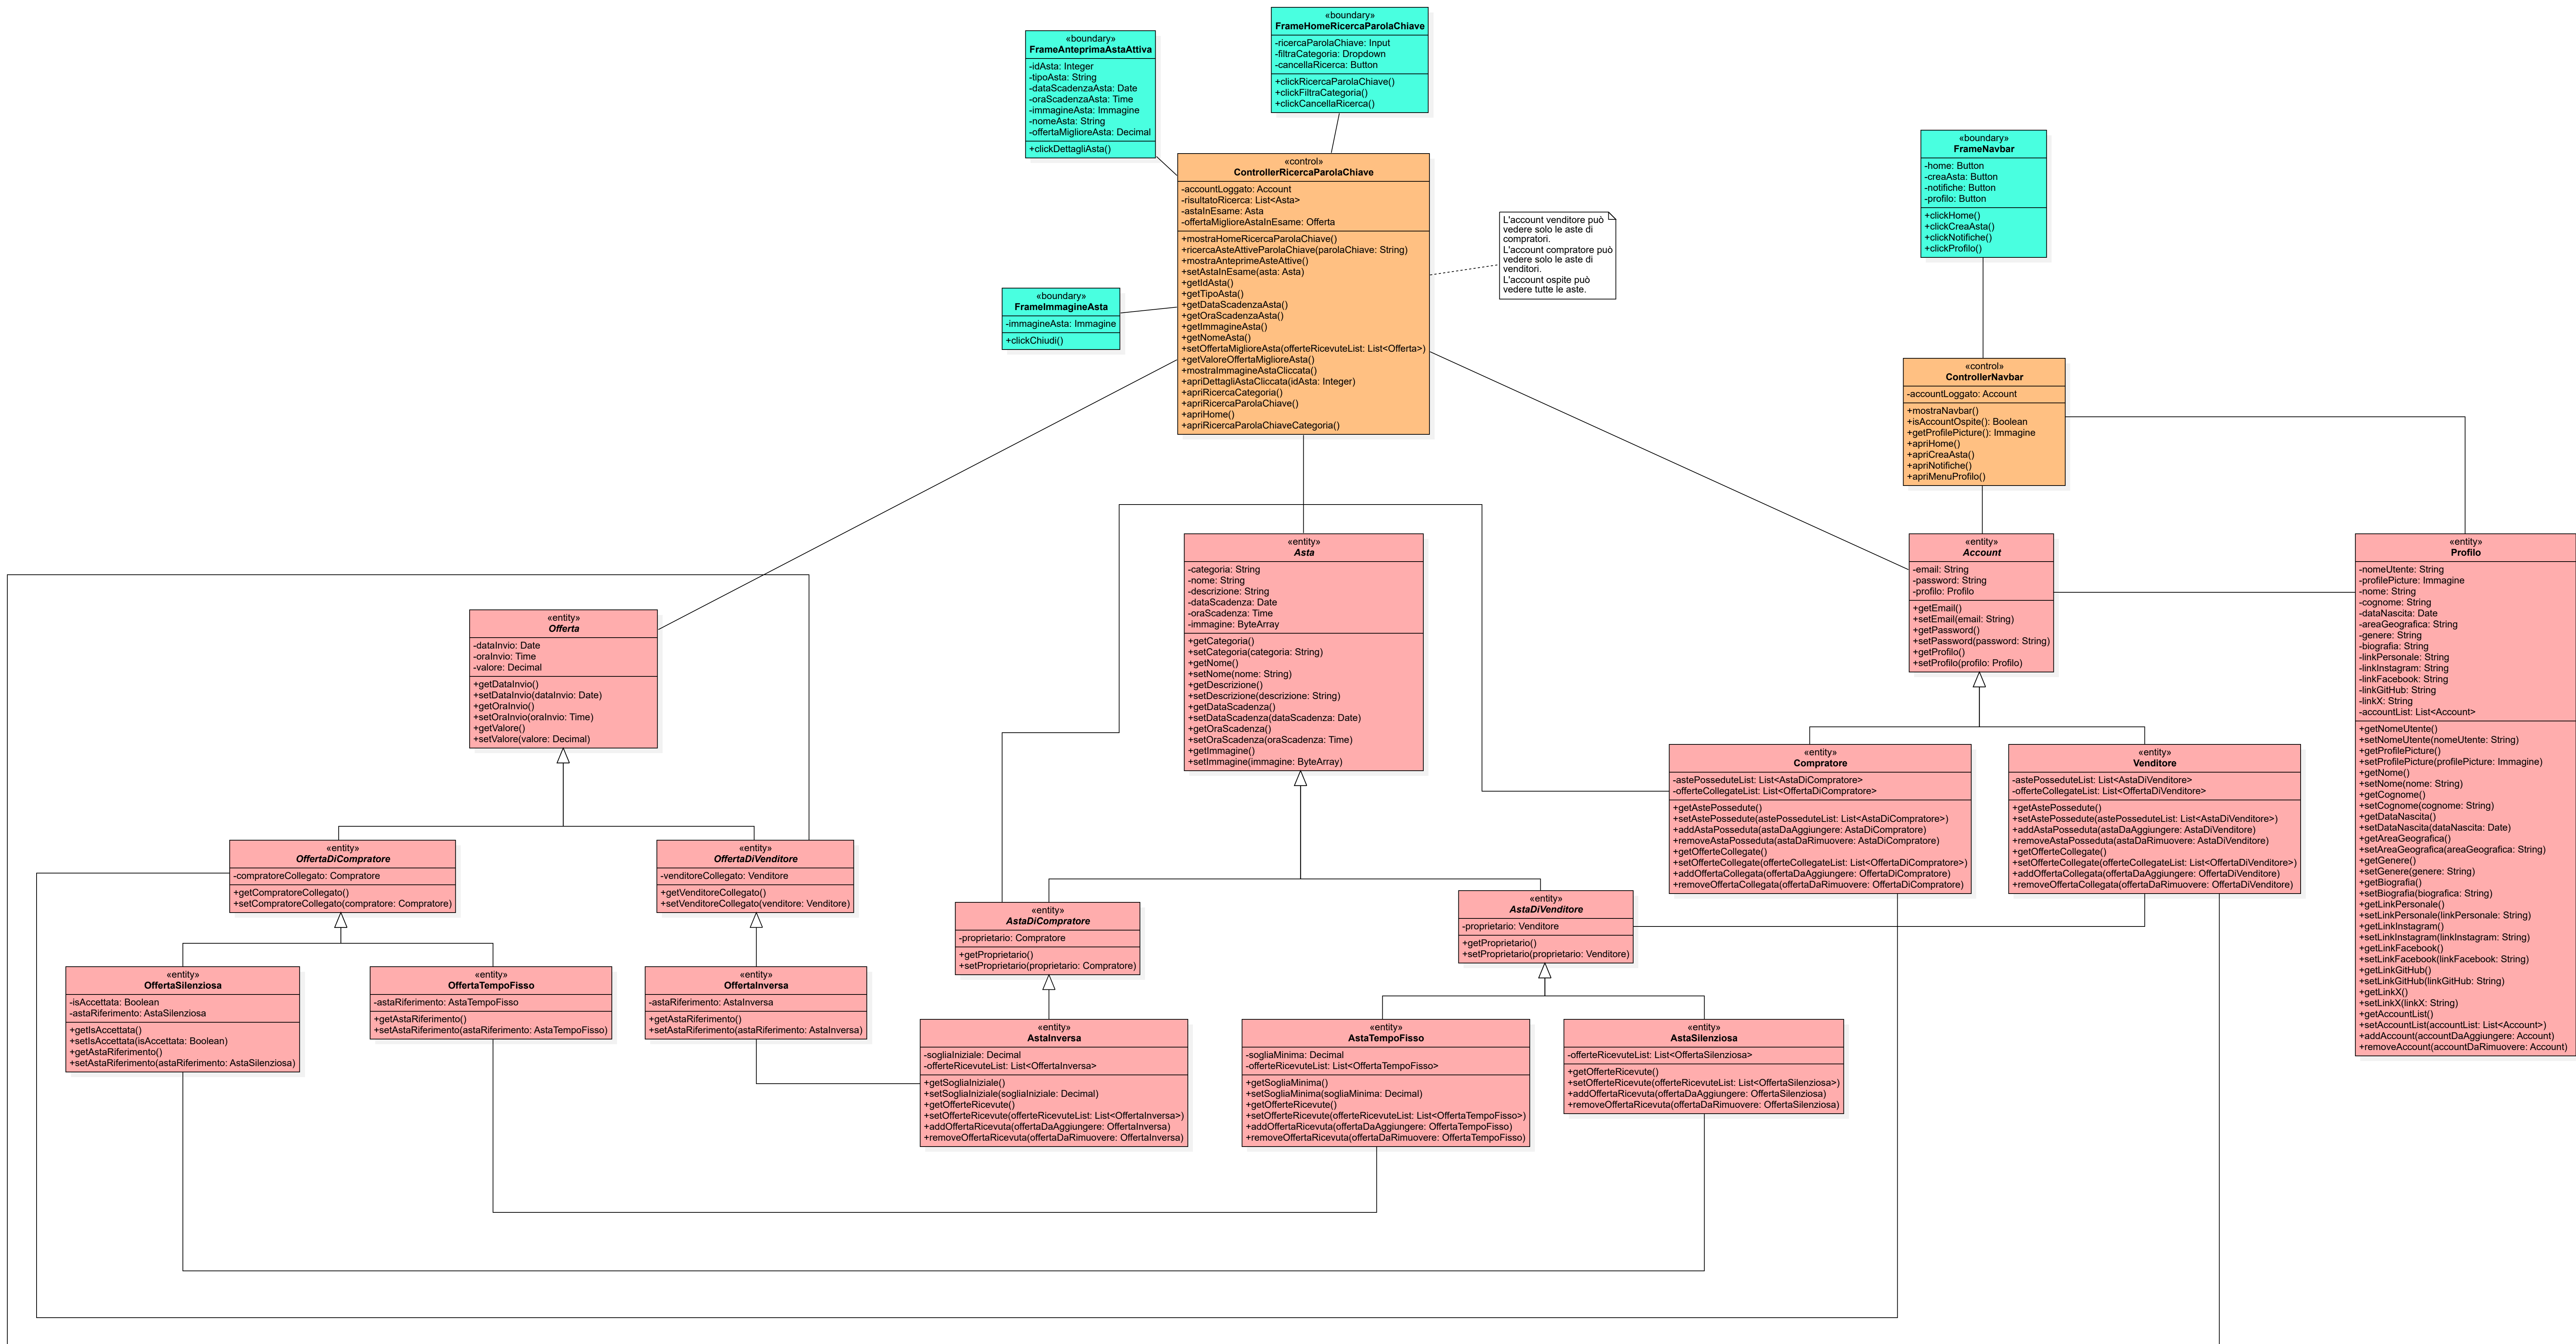 «boundary»
FrameHomeRicercaParolaChiave
-ricercaParolaChiave: Input
-filtraCategoria: Dropdown
-cancellaRicerca: Button
+clickRicercaParolaChiave()
+clickFiltraCategoria()
+clickCancellaRicerca()
«boundary»
FrameAnteprimaAstaAttiva
-idAsta: Integer
-tipoAsta: String
-dataScadenzaAsta: Date
-oraScadenzaAsta: Time
-immagineAsta: Immagine
-nomeAsta: String
-offertaMiglioreAsta: Decimal
+clickDettagliAsta()
«boundary»
FrameNavbar
-home: Button
-creaAsta: Button
-notifiche: Button
-profilo: Button
+clickHome()
+clickCreaAsta()
+clickNotifiche()
+clickProfilo()
«control»
ControllerRicercaParolaChiave
-accountLoggato: Account
-risultatoRicerca: List<Asta>
-astaInEsame: Asta
-offertaMiglioreAstaInEsame: Offerta
+mostraHomeRicercaParolaChiave()
+ricercaAsteAttiveParolaChiave(parolaChiave: String)
+mostraAnteprimeAsteAttive()
+setAstaInEsame(asta: Asta)
+getIdAsta()
+getTipoAsta()
+getDataScadenzaAsta()
+getOraScadenzaAsta()
+getImmagineAsta()
+getNomeAsta()
+setOffertaMiglioreAsta(offerteRicevuteList: List<Offerta>)
+getValoreOffertaMiglioreAsta()
+mostraImmagineAstaCliccata()
+apriDettagliAstaCliccata(idAsta: Integer)
+apriRicercaCategoria()
+apriRicercaParolaChiave()
+apriHome()
+apriRicercaParolaChiaveCategoria()
L'account venditore può
vedere solo le aste di
compratori.
L'account compratore può
vedere solo le aste di
venditori.
L'account ospite può
vedere tutte le aste.
«boundary»
FrameImmagineAsta
-immagineAsta: Immagine
+clickChiudi()
«control»
ControllerNavbar
-accountLoggato: Account
+mostraNavbar()
+isAccountOspite(): Boolean
+getProfilePicture(): Immagine
+apriHome()
+apriCreaAsta()
+apriNotifiche()
+apriMenuProfilo()
«entity»
Asta
-categoria: String
-nome: String
-descrizione: String
-dataScadenza: Date
-oraScadenza: Time
-immagine: ByteArray
+getCategoria()
+setCategoria(categoria: String)
+getNome()
+setNome(nome: String)
+getDescrizione()
+setDescrizione(descrizione: String)
+getDataScadenza()
+setDataScadenza(dataScadenza: Date)
+getOraScadenza()
+setOraScadenza(oraScadenza: Time)
+getImmagine()
+setImmagine(immagine: ByteArray)
«entity»
Account
-email: String
-password: String
-profilo: Profilo
+getEmail()
+setEmail(email: String)
+getPassword()
+setPassword(password: String)
+getProfilo()
+setProfilo(profilo: Profilo)
«entity»
Profilo
-nomeUtente: String
-profilePicture: Immagine
-nome: String
-cognome: String
-dataNascita: Date
-areaGeografica: String
-genere: String
-biografia: String
-linkPersonale: String
-linkInstagram: String
-linkFacebook: String
-linkGitHub: String
-linkX: String
-accountList: List<Account>
+getNomeUtente()
+setNomeUtente(nomeUtente: String)
+getProfilePicture()
+setProfilePicture(profilePicture: Immagine)
+getNome()
+setNome(nome: String)
+getCognome()
+setCognome(cognome: String)
+getDataNascita()
+setDataNascita(dataNascita: Date)
+getAreaGeografica()
+setAreaGeografica(areaGeografica: String)
+getGenere()
+setGenere(genere: String)
+getBiografia()
+setBiografia(biografica: String)
+getLinkPersonale()
+setLinkPersonale(linkPersonale: String)
+getLinkInstagram()
+setLinkInstagram(linkInstagram: String)
+getLinkFacebook()
+setLinkFacebook(linkFacebook: String)
+getLinkGitHub()
+setLinkGitHub(linkGitHub: String)
+getLinkX()
+setLinkX(linkX: String)
+getAccountList()
+setAccountList(accountList: List<Account>)
+addAccount(accountDaAggiungere: Account)
+removeAccount(accountDaRimuovere: Account)
«entity»
Offerta
-dataInvio: Date
-oraInvio: Time
-valore: Decimal
+getDataInvio()
+setDataInvio(dataInvio: Date)
+getOraInvio()
+setOraInvio(oraInvio: Time)
+getValore()
+setValore(valore: Decimal)
«entity»
Compratore
-astePosseduteList: List<AstaDiCompratore>
-offerteCollegateList: List<OffertaDiCompratore>
+getAstePossedute()
+setAstePossedute(astePosseduteList: List<AstaDiCompratore>)
+addAstaPosseduta(astaDaAggiungere: AstaDiCompratore)
+removeAstaPosseduta(astaDaRimuovere: AstaDiCompratore)
+getOfferteCollegate()
+setOfferteCollegate(offerteCollegateList: List<OffertaDiCompratore>)
+addOffertaCollegata(offertaDaAggiungere: OffertaDiCompratore)
+removeOffertaCollegata(offertaDaRimuovere: OffertaDiCompratore)
«entity»
Venditore
-astePosseduteList: List<AstaDiVenditore>
-offerteCollegateList: List<OffertaDiVenditore>
+getAstePossedute()
+setAstePossedute(astePosseduteList: List<AstaDiVenditore>)
+addAstaPosseduta(astaDaAggiungere: AstaDiVenditore)
+removeAstaPosseduta(astaDaRimuovere: AstaDiVenditore)
+getOfferteCollegate()
+setOfferteCollegate(offerteCollegateList: List<OffertaDiVenditore>)
+addOffertaCollegata(offertaDaAggiungere: OffertaDiVenditore)
+removeOffertaCollegata(offertaDaRimuovere: OffertaDiVenditore)
«entity»
OffertaDiCompratore
-compratoreCollegato: Compratore
+getCompratoreCollegato()
+setCompratoreCollegato(compratore: Compratore)
«entity»
OffertaDiVenditore
-venditoreCollegato: Venditore
+getVenditoreCollegato()
+setVenditoreCollegato(venditore: Venditore)
«entity»
AstaDiCompratore
-proprietario: Compratore
+getProprietario()
+setProprietario(proprietario: Compratore)
«entity»
AstaDiVenditore
-proprietario: Venditore
+getProprietario()
+setProprietario(proprietario: Venditore)
«entity»
OffertaSilenziosa
-isAccettata: Boolean
-astaRiferimento: AstaSilenziosa
+getIsAccettata()
+setIsAccettata(isAccettata: Boolean)
+getAstaRiferimento()
+setAstaRiferimento(astaRiferimento: AstaSilenziosa)
«entity»
OffertaTempoFisso
-astaRiferimento: AstaTempoFisso
+getAstaRiferimento()
+setAstaRiferimento(astaRiferimento: AstaTempoFisso)
«entity»
OffertaInversa
-astaRiferimento: AstaInversa
+getAstaRiferimento()
+setAstaRiferimento(astaRiferimento: AstaInversa)
«entity»
AstaInversa
-sogliaIniziale: Decimal
-offerteRicevuteList: List<OffertaInversa>
+getSogliaIniziale()
+setSogliaIniziale(sogliaIniziale: Decimal)
+getOfferteRicevute()
+setOfferteRicevute(offerteRicevuteList: List<OffertaInversa>)
+addOffertaRicevuta(offertaDaAggiungere: OffertaInversa)
+removeOffertaRicevuta(offertaDaRimuovere: OffertaInversa)
«entity»
AstaTempoFisso
-sogliaMinima: Decimal
-offerteRicevuteList: List<OffertaTempoFisso>
+getSogliaMinima()
+setSogliaMinima(sogliaMinima: Decimal)
+getOfferteRicevute()
+setOfferteRicevute(offerteRicevuteList: List<OffertaTempoFisso>)
+addOffertaRicevuta(offertaDaAggiungere: OffertaTempoFisso)
+removeOffertaRicevuta(offertaDaRimuovere: OffertaTempoFisso)
«entity»
AstaSilenziosa
-offerteRicevuteList: List<OffertaSilenziosa>
+getOfferteRicevute()
+setOfferteRicevute(offerteRicevuteList: List<OffertaSilenziosa>)
+addOffertaRicevuta(offertaDaAggiungere: OffertaSilenziosa)
+removeOffertaRicevuta(offertaDaRimuovere: OffertaSilenziosa)